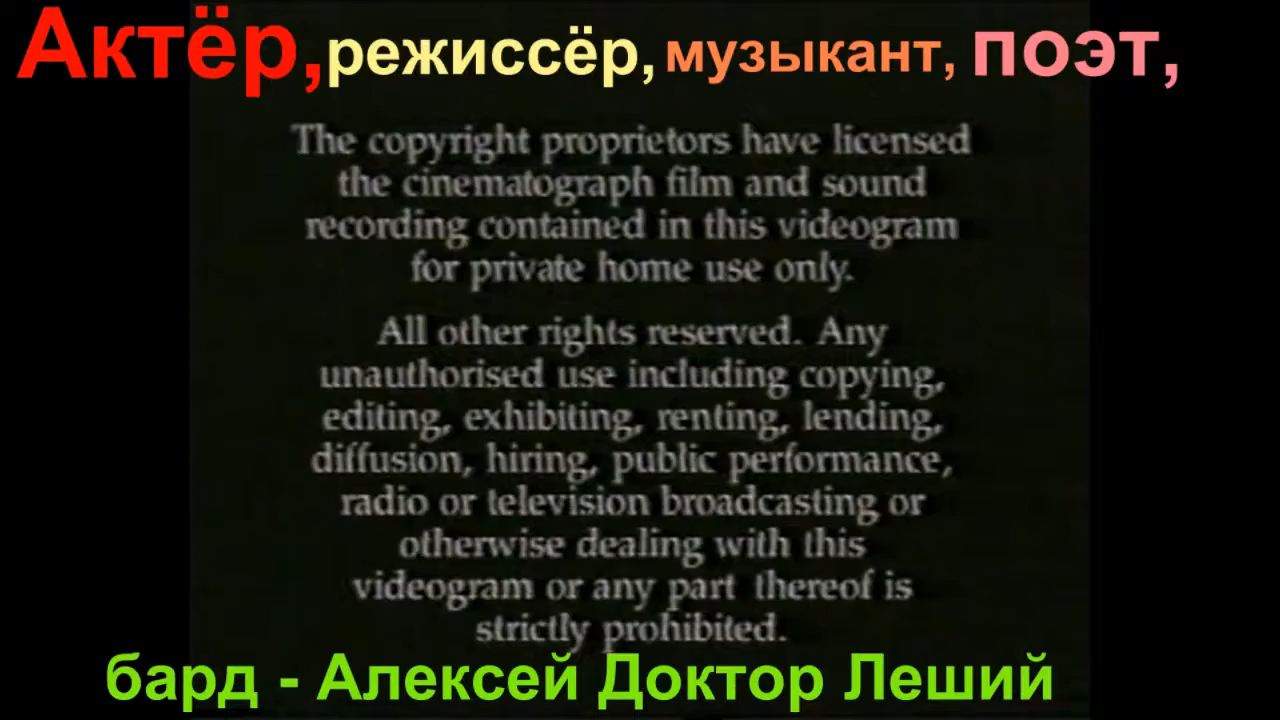 Актёр, режиссёр, музыкант, поэт,
The copyright proprietors have licensed
the cinematograph film and sound
recording contained in this videogram
for private home use only.
All other rights reserved. Any
unauthorised use including copying,
editing, exhibiting, renting, lending,
diffusion, hiring, public performance,
radio or television broadcasting or
otherwise dealing with this
videogram or any part thereof is
strictly prohibited.
бард - Алексей Доктор Леший